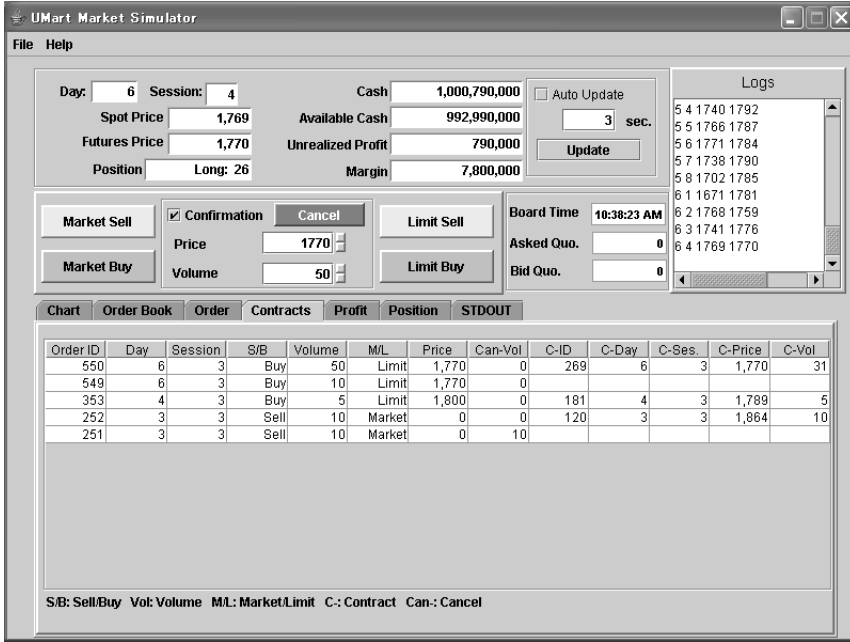 UMart Market Simulator
File Help
Day: 6 Session: 4
Spot Price 1,769
Futures Price 1,770
Position Long: 26
Cash 1,000,790,000
Available Cash 992,990,000
Unrealized Profit 790,000
Margin 7,800,000
Auto Update
3 sec.
Update
Logs
5 4 1740 1792
5 5 1766 1787
5 6 1771 1784
5 7 1738 1790
5 8 1702 1785
6 1 1671 1781
6 2 1768 1759
6 3 1741 1776
6 4 1769 1770
Market Sell
Market Buy
Confirmation Cancel
Price 1770
Volume 50
Limit Sell
Limit Buy
Board Time 10:38:23 AM
Asked Quo. 0
Bid Quo. 0
Chart Order Book Order Contracts Profit Position STDOUT
Order ID Day Session S/B Volume M/L Price Can-Vol C-ID C-Day C-Ses. C-Price C-Vol
550 6 3 Buy 50 Limit 1,770 0 269 6 3 1,770 31
549 6 3 Buy 10 Limit 1,770 0
353 4 3 Buy 5 Limit 1,800 0 181 4 3 1,789 5
252 3 3 Sell 10 Market 0 0 120 3 3 1,864 10
251 3 3 Sell 10 Market 0 10
S/B: Sell/Buy Vol: Volume M/L: Market/Limit C-: Contract Can-: Cancel